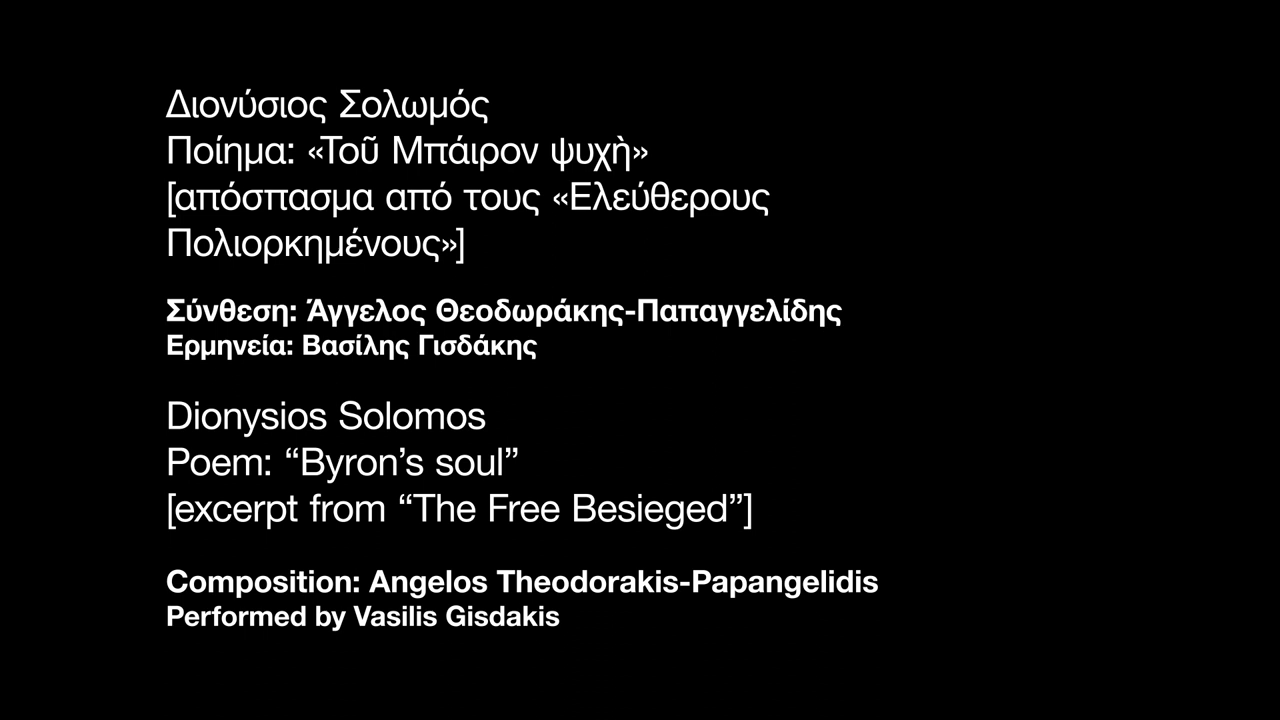 Διονύσιος Σολωμός
Ποίημα: «Τοῦ Μπάιρον ψυχὴ»
[απόσπασμα από τους «Ελεύθερους
Πολιορκημένους»]
Σύνθεση: Άγγελος Θεοδωράκης-Παπαγγελίδης
Ερμηνεία: Βασίλης Γισδάκης
Dionysios Solomos
Poem: “Byron’s soul”
[excerpt from “The Free Besieged”]
Composition: Angelos Theodorakis-Papangelidis
Performed by Vasilis Gisdakis